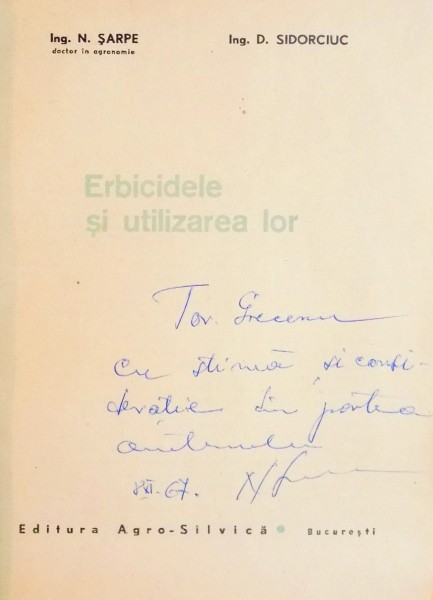 Ing. N. ŞARPE
doctor în agronomie
Ing. D. SIDORCIUC
Erbicidele
şi utilizarea lor
Tov. Grecenu
Cu stimă şi consi-
derație din partea
autorului
XII-67.
Editura Agro-Silvică • Bucureşti